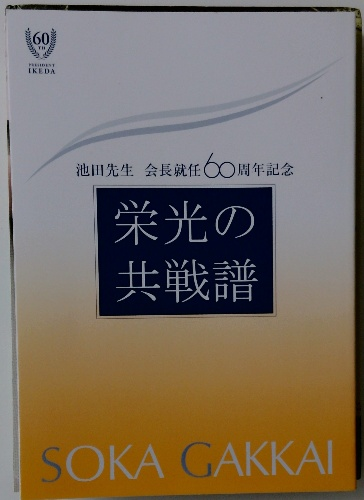 60
TH
PRESIDENT
IKEDA
池田先生 会長就任60周年記念
栄光の
共戦譜
SOKA GAKKAI